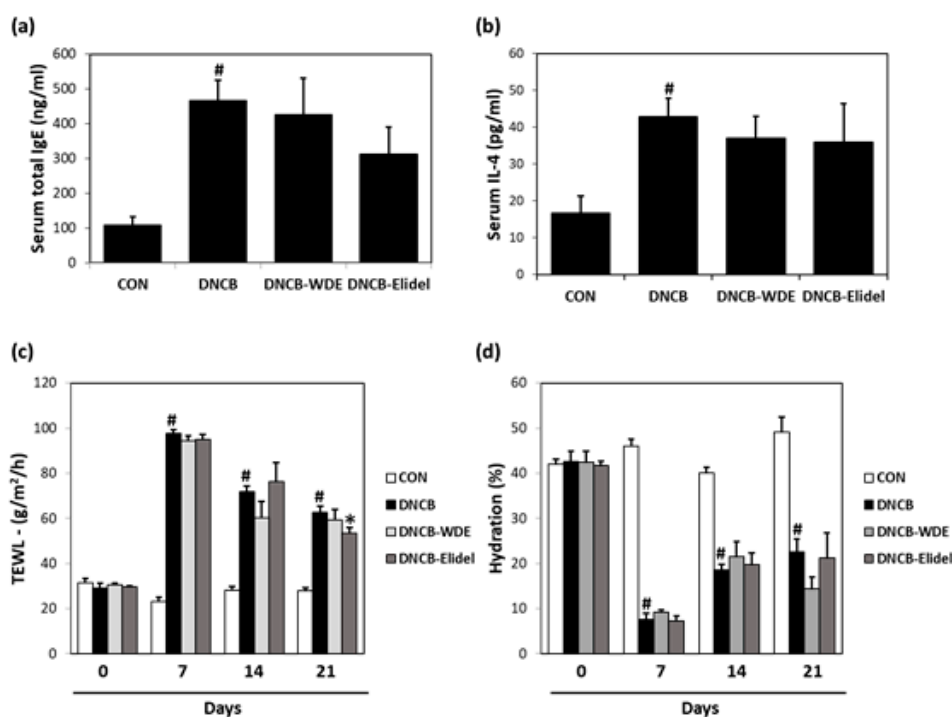 (a)
600
500
400
300
200
100
0
Serum total IgE (ng/ml)
#
CON DNCB DNCB-WDE DNCB-Elidel
(b)
60
50
40
30
20
10
0
Serum IL-4 (pg/ml)
#
CON DNCB DNCB-WDE DNCB-Elidel
(c)
120
100
80
60
40
20
0
TEWL - (g/m²/h)
#
#
#
*
0 7 14 21
Days
CON
DNCB
DNCB-WDE
DNCB-Elidel
(d)
60
50
40
30
20
10
0
Hydration (%)
#
#
#
0 7 14 21
Days
CON
DNCB
DNCB-WDE
DNCB-Elidel